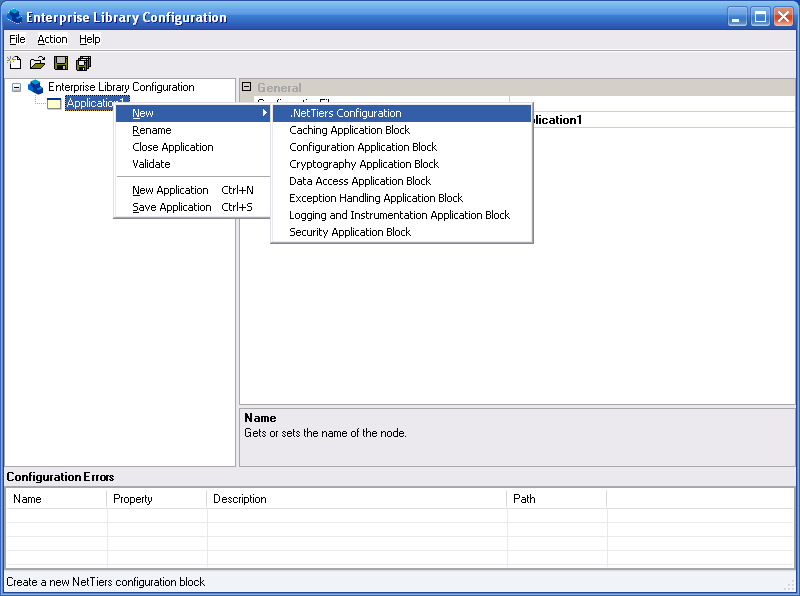 Enterprise Library Configuration
File Action Help
Enterprise Library Configuration
Application1
General
New
Rename
Close Application
Validate
New Application Ctrl+N
Save Application Ctrl+S
.NetTiers Configuration
Caching Application Block
Configuration Application Block
Cryptography Application Block
Data Access Application Block
Exception Handling Application Block
Logging and Instrumentation Application Block
Security Application Block
plication1
Name
Gets or sets the name of the node.
Configuration Errors
Name Property Description Path
Create a new NetTiers configuration block